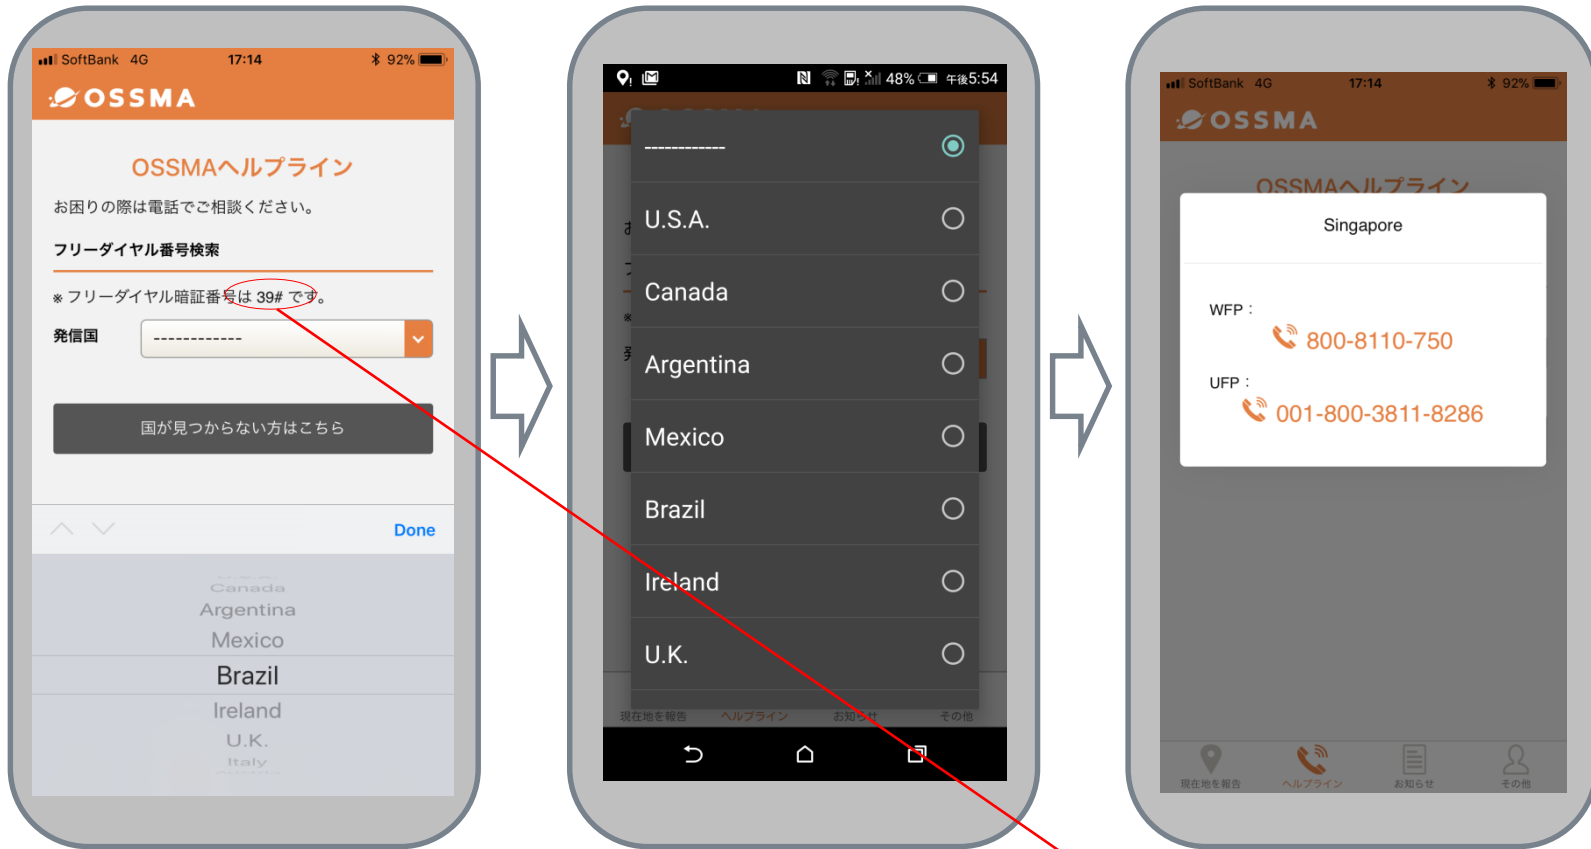 SoftBank 4G 17:14 92%
OSSMA
OSSMAヘルプライン
お困りの際は電話でご相談ください。
フリーダイヤル番号検索
※ フリーダイヤル暗証番号は 39# です。
発信国 ------------
国が見つからない方はこちら
Done
Canada
Argentina
Mexico
Brazil
Ireland
U.K.
Italy
48% 午後5:54
------------
U.S.A.
Canada
Argentina
Mexico
Brazil
Ireland
U.K.
現在地を報告 ヘルプライン お知らせ その他
SoftBank 4G 17:14 92%
OSSMA
OSSMAヘルプライン
Singapore
WFP：
800-8110-750
UFP：
001-800-3811-8286
現在地を報告 ヘルプライン お知らせ その他